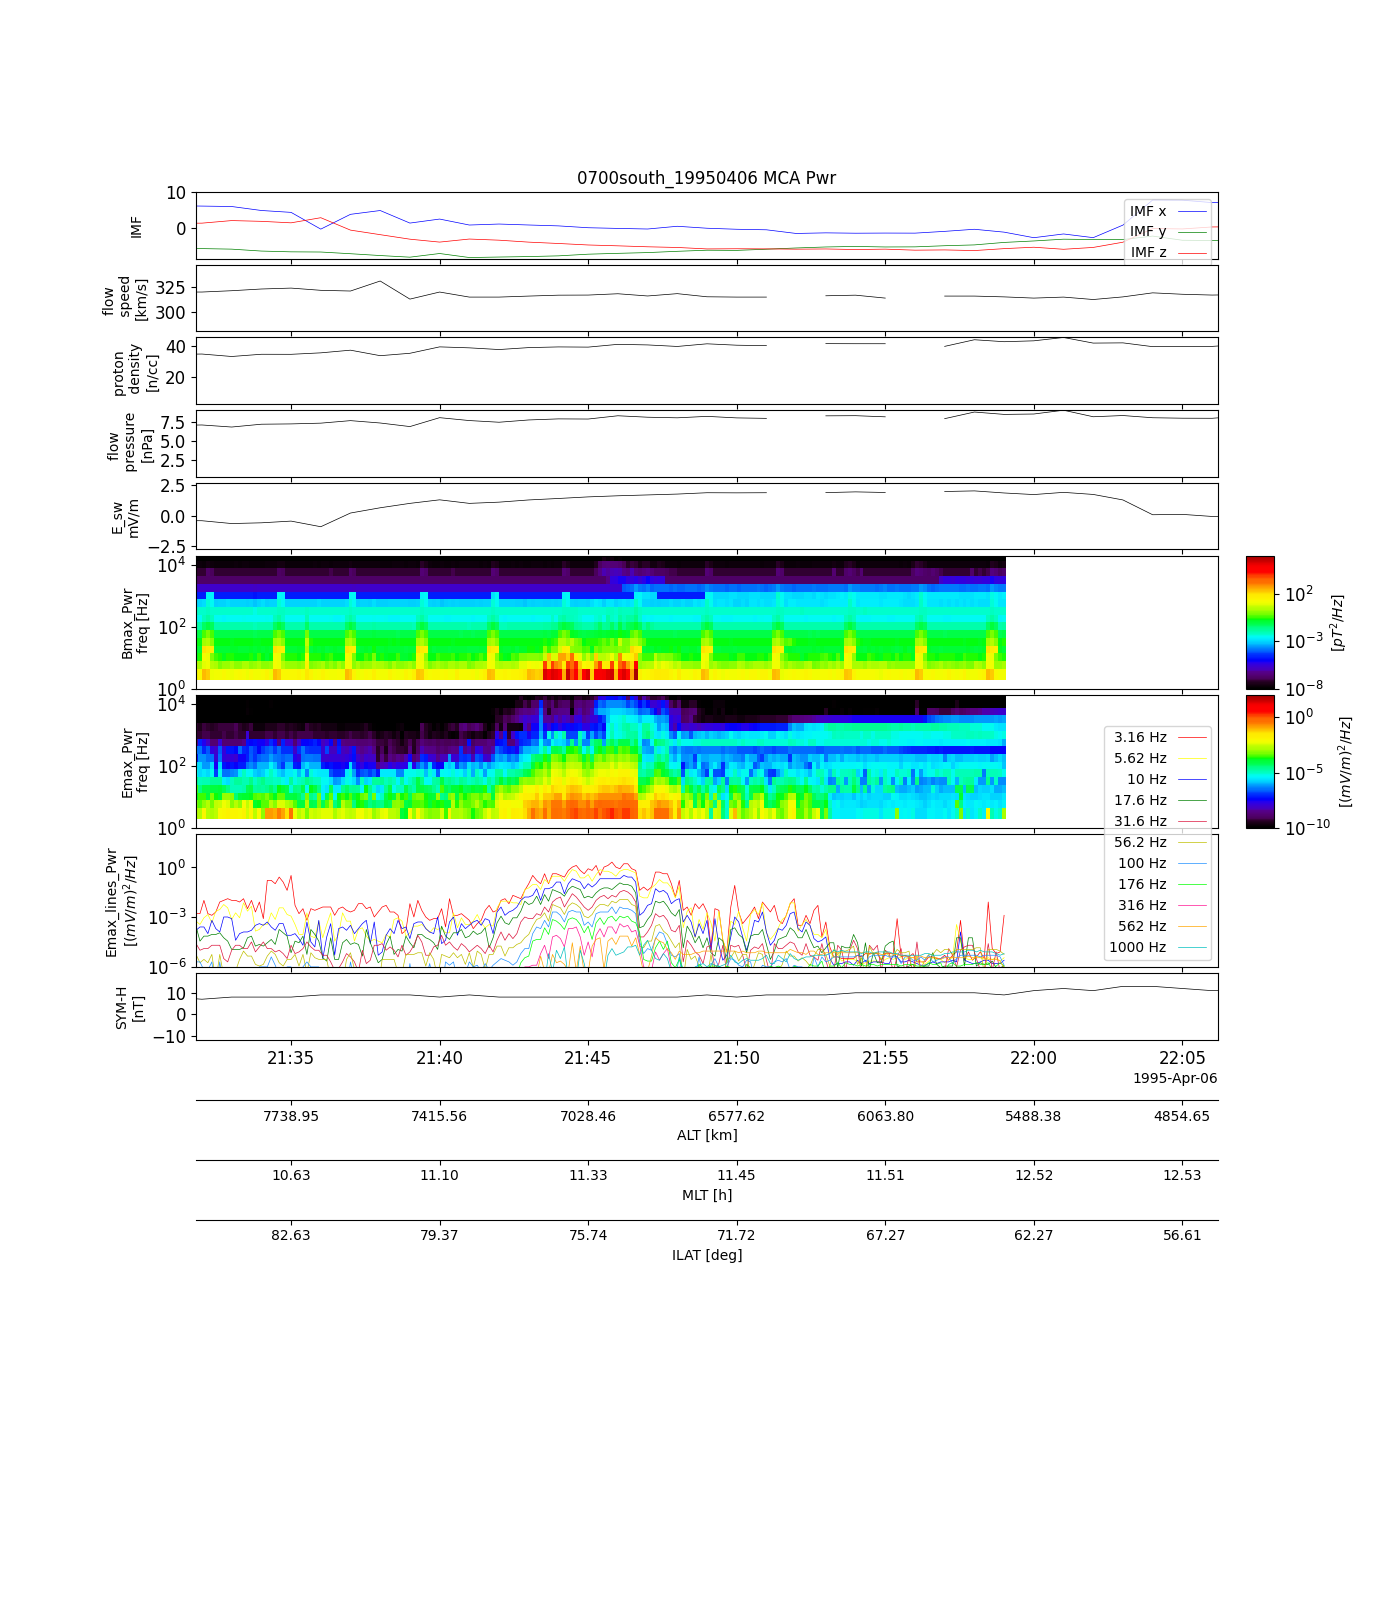 0700south_19950406 MCA Pwr
10
0
IMF
IMF x
IMF y
IMF z
325
300
flow
speed
[km/s]
40
20
proton
density
[n/cc]
7.5
5.0
2.5
flow
pressure
[nPa]
2.5
0.0
−2.5
E_sw
mV/m
10^4
10^2
10^0
Bmax_Pwr
freq [Hz]
10^2
10^−3
10^−8
[pT^2/Hz]
10^4
10^2
10^0
Emax_Pwr
freq [Hz]
10^0
10^−5
10^−10
[(mV/m)^2/Hz]
3.16 Hz
5.62 Hz
10 Hz
17.6 Hz
31.6 Hz
56.2 Hz
100 Hz
176 Hz
316 Hz
562 Hz
1000 Hz
10^0
10^−3
10^−6
Emax_lines_Pwr
[(mV/m)^2/Hz]
10
0
−10
SYM-H
[nT]
21:35 21:40 21:45 21:50 21:55 22:00 22:05
1995-Apr-06
7738.95 7415.56 7028.46 6577.62 6063.80 5488.38 4854.65
ALT [km]
10.63 11.10 11.33 11.45 11.51 12.52 12.53
MLT [h]
82.63 79.37 75.74 71.72 67.27 62.27 56.61
ILAT [deg]